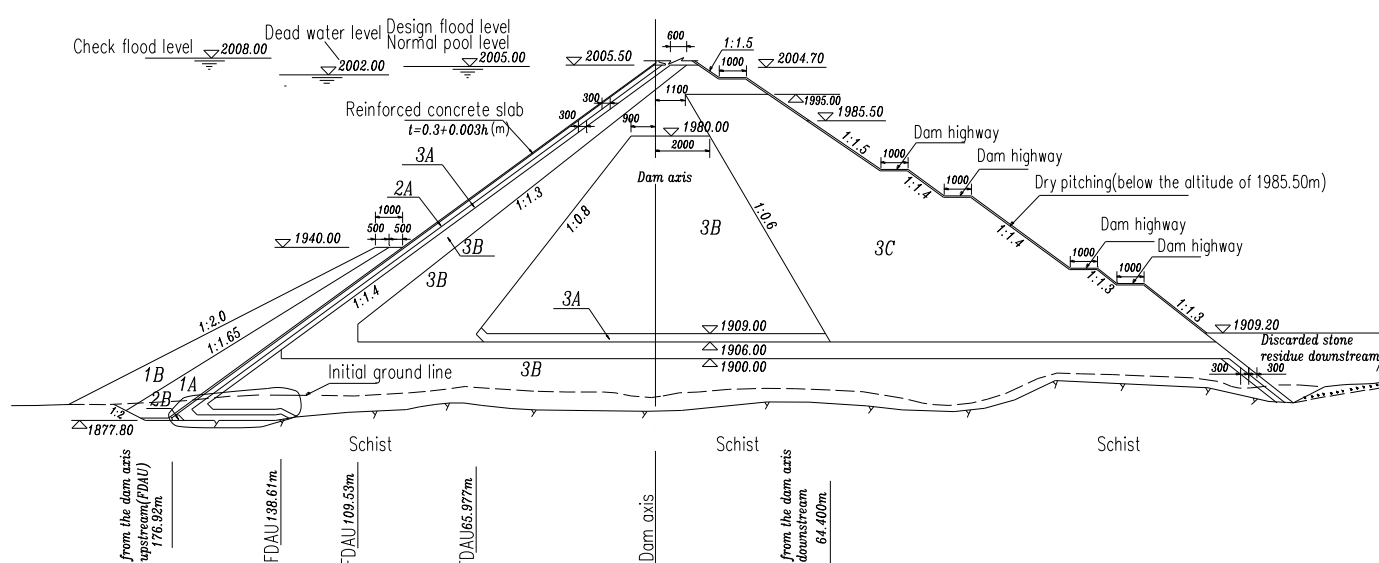 Check flood level
2008.00
Dead water level
2002.00
Design flood level
Normal pool level
2005.00
2005.50
600
1:1.5
1000
2004.70
1995.00
1985.50
Reinforced concrete slab
t=0.3+0.003h (m)
300
300
1100
900
1980.00
2000
Dam axis
3A
2A
1:1.3
1:0.8
3B
1:0.6
3C
1:1.5
1000
Dam highway
1:1.4
1000
Dam highway
Dry pitching(below the altitude of 1985.50m)
1:1.4
1000
Dam highway
1:1.3
1000
Dam highway
1:1.3
1000
500
500
1940.00
3B
3B
1:1.4
1:2.0
1:1.65
3A
1909.00
1906.00
1900.00
3B
1909.20
Discarded stone
residue downstream
300
300
1B
1A
2B
1:2
Initial ground line
1877.80
Schist
Schist
Schist
from the dam axis
upstream(FDAU)
176.92m
FDAU138.61m
FDAU109.53m
FDAU65.977m
Dam axis
from the dam axis
downstream
64.400m